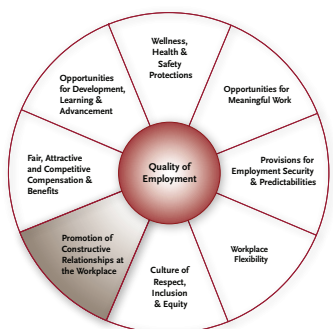 Wellness,
Health &
Safety
Protections
Opportunities for
Meaningful Work
Provisions for
Employment Security
& Predictabilities
Workplace
Flexibility
Culture of
Respect,
Inclusion
& Equity
Promotion of
Constructive
Relationships at
the Workplace
Fair, Attractive
and Competitive
Compensation &
Benefits
Opportunities
for Development,
Learning &
Advancement
Quality of
Employment